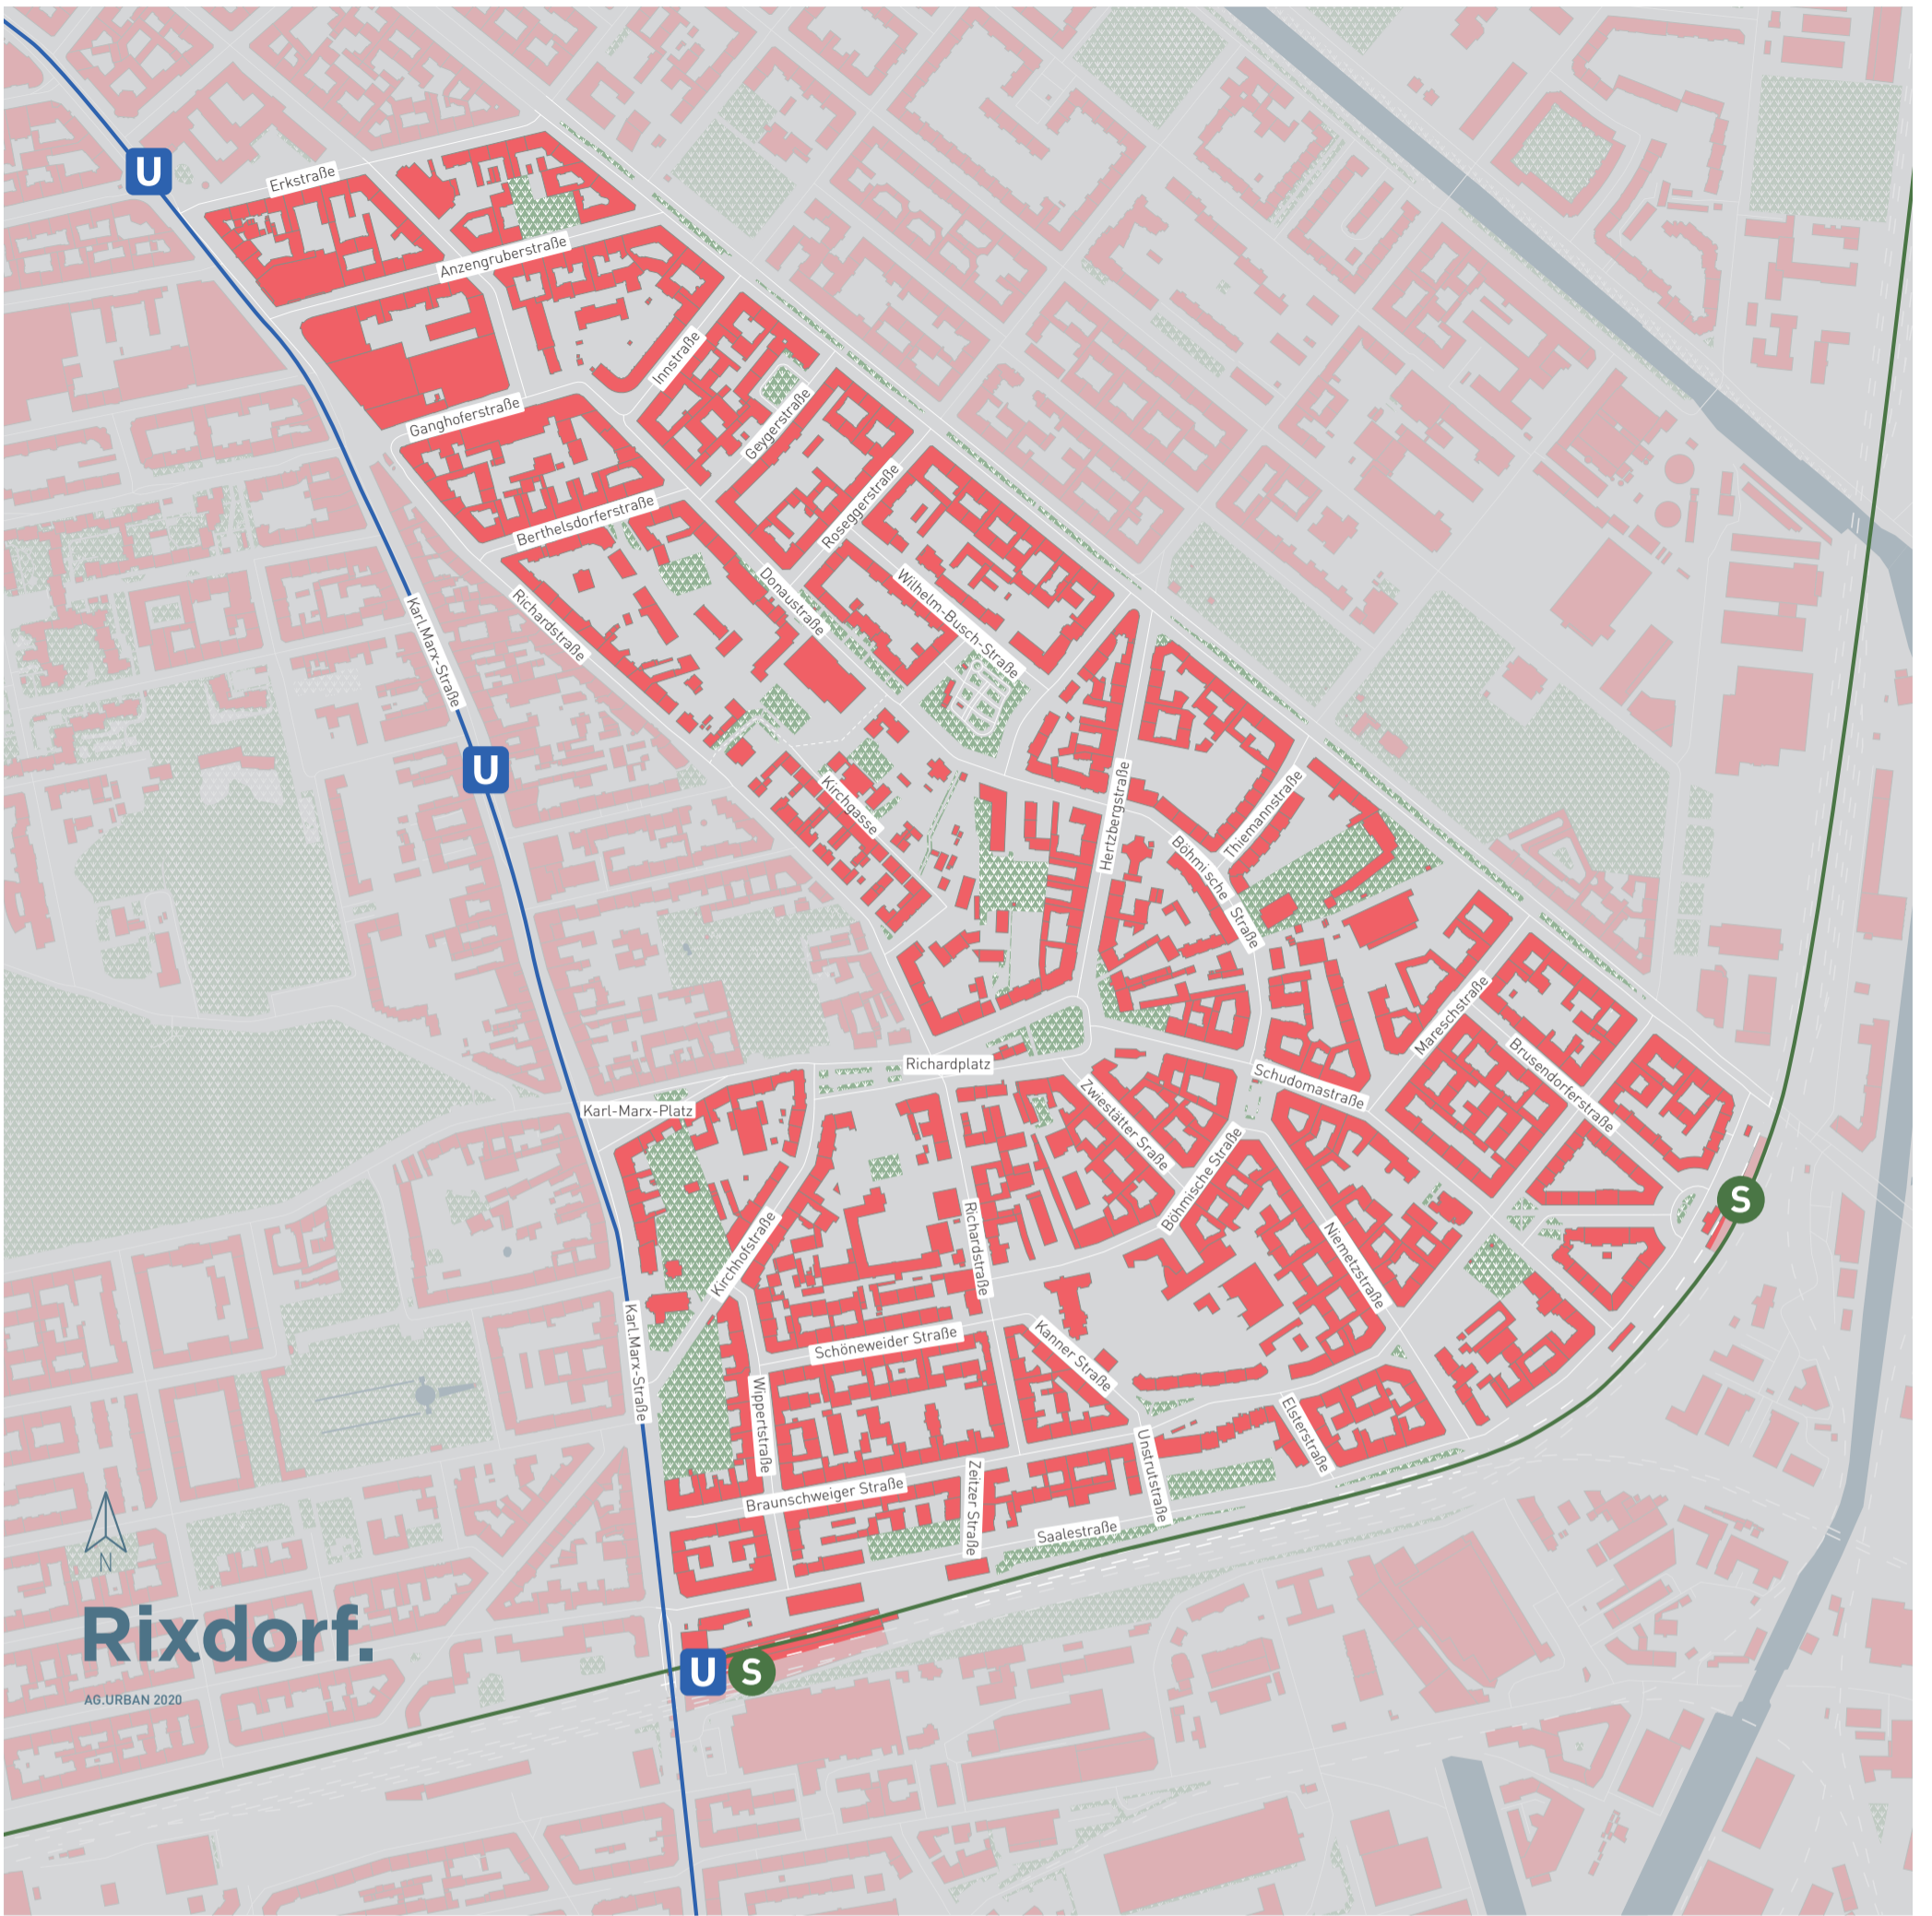 U
Erkstraße
Anzengruberstraße
Innstraße
Ganghoferstraße
Geygerstraße
Roseggerstraße
Berthelsdorferstraße
Donaustraße
Wilhelm-Busch-Straße
Richardstraße
Karl.Marx-Straße
U
Kirchgasse
Hertzbergstraße
Thiemannstraße
Böhmische Straße
Mareschstraße
Brusendorferstraße
Richardplatz
Schudomastraße
Karl-Marx-Platz
Zwiestätter Sraße
Böhmische Straße
S
Kirchhofstraße
Richardstraße
Niemetzstraße
Karl.Marx-Straße
Schöneweider Straße
Kanner Straße
Wippertstraße
Elsterstraße
Unstrutstraße
Braunschweiger Straße
Zeitzer Straße
Saalestraße
N
Rixdorf.
U S
AG.URBAN 2020